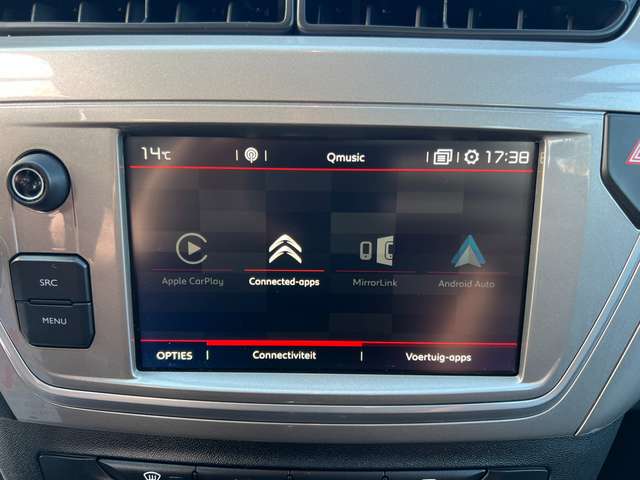 14°C Qmusic 17:38
SRC
MENU
Apple CarPlay Connected-apps MirrorLink Android Auto
OPTIES Connectiviteit Voertuig-apps